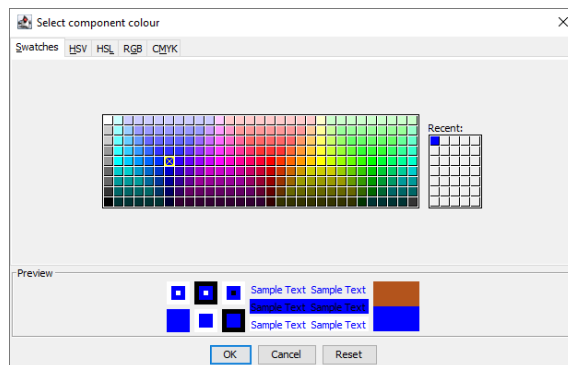 Select component colour
Swatches HSV HSL RGB CMYK
Recent:
Preview
Sample Text Sample Text
Sample Text Sample Text
Sample Text Sample Text
OK Cancel Reset